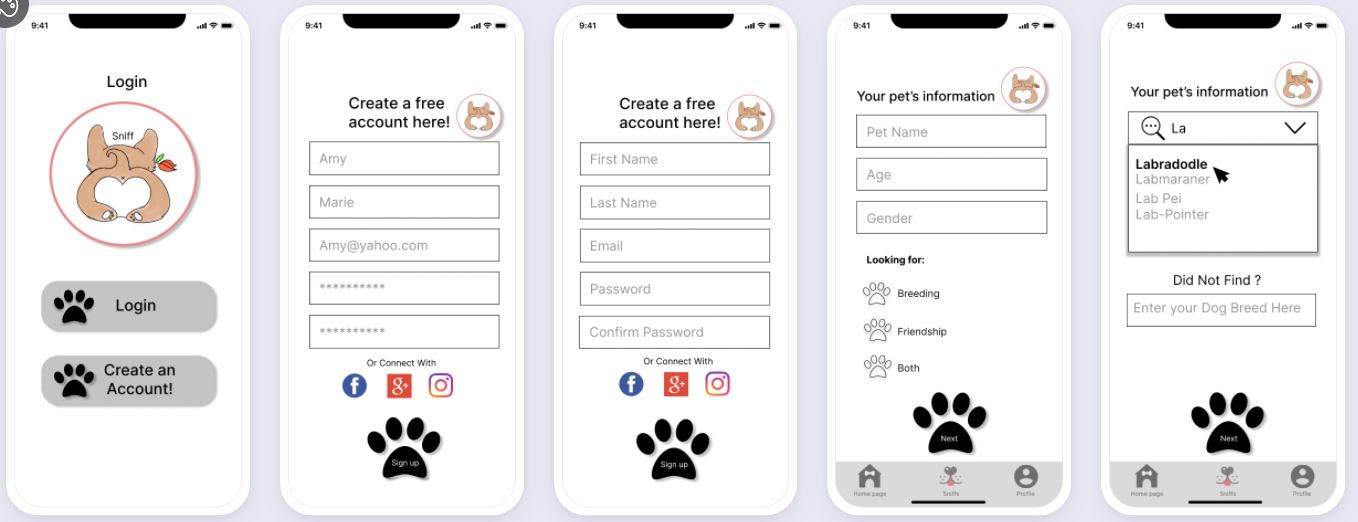 9:41
Login
Sniff
Login
Create an
Account!
9:41
Create a free
account here!
Amy
Marie
Amy@yahoo.com
**********
**********
Or Connect With
f
g+
Sign up
9:41
Create a free
account here!
First Name
Last Name
Email
Password
Confirm Password
Or Connect With
f
g+
Sign up
9:41
Your pet's information
Pet Name
Age
Gender
Looking for:
Breeding
Friendship
Both
Next
Home page
Sniffs
Profile
9:41
Your pet's information
La
Labradodle
Labmaraner
Lab Pei
Lab-Pointer
Did Not Find ?
Enter your Dog Breed Here
Next
Home page
Sniffs
Profile